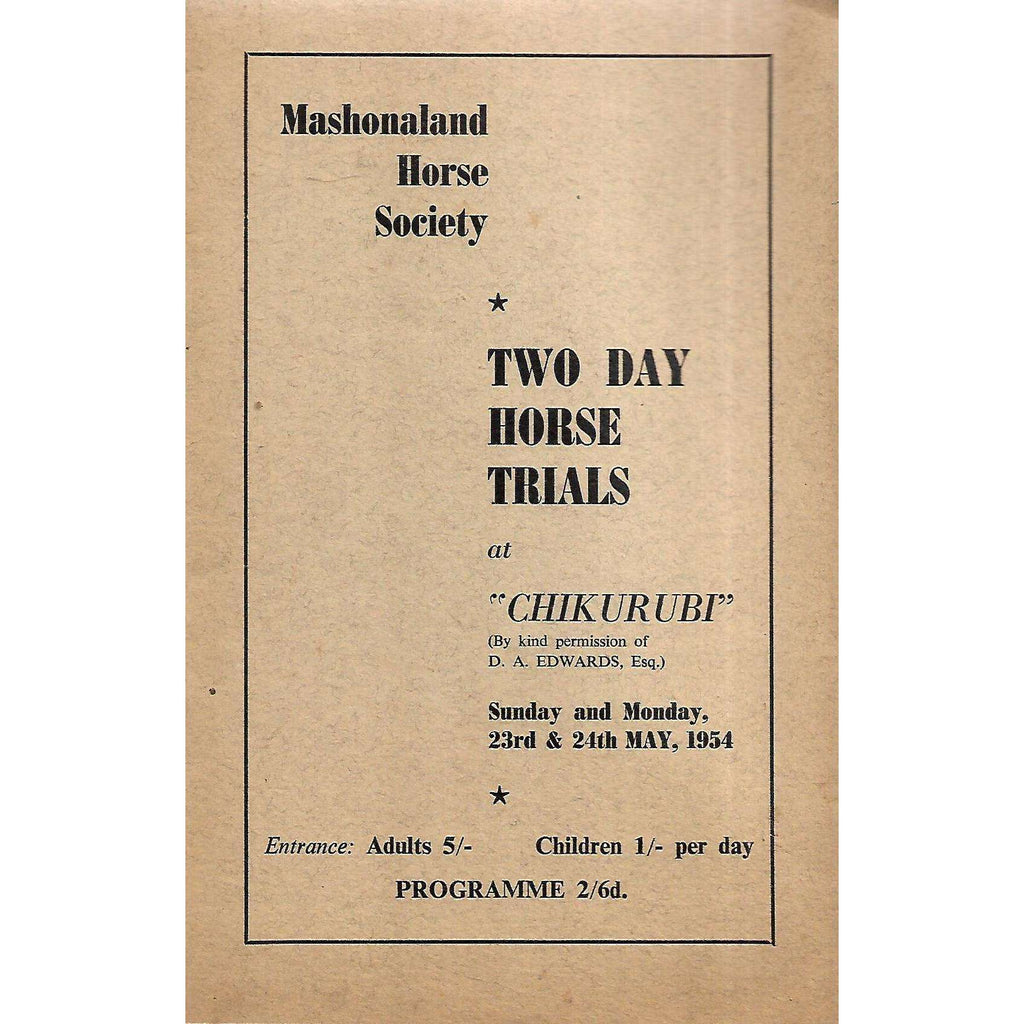 Mashonaland
Horse
Society
★
TWO DAY
HORSE
TRIALS
at
"CHIKURUBI"
(By kind permission of
D. A. EDWARDS, Esq.)
Sunday and Monday,
23rd & 24th MAY, 1954
★
Entrance: Adults 5/- Children 1/- per day
PROGRAMME 2/6d.